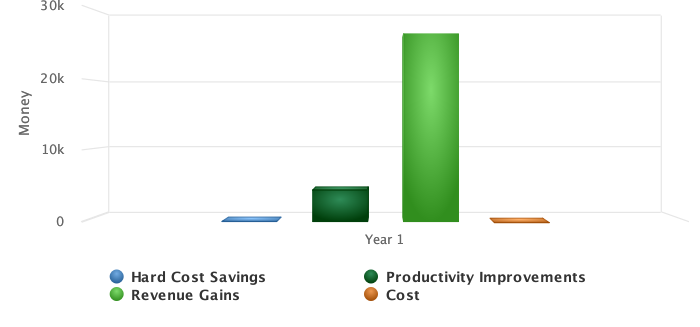 30k
20k
10k
0
Money
Year 1
Hard Cost Savings
Productivity Improvements
Revenue Gains
Cost